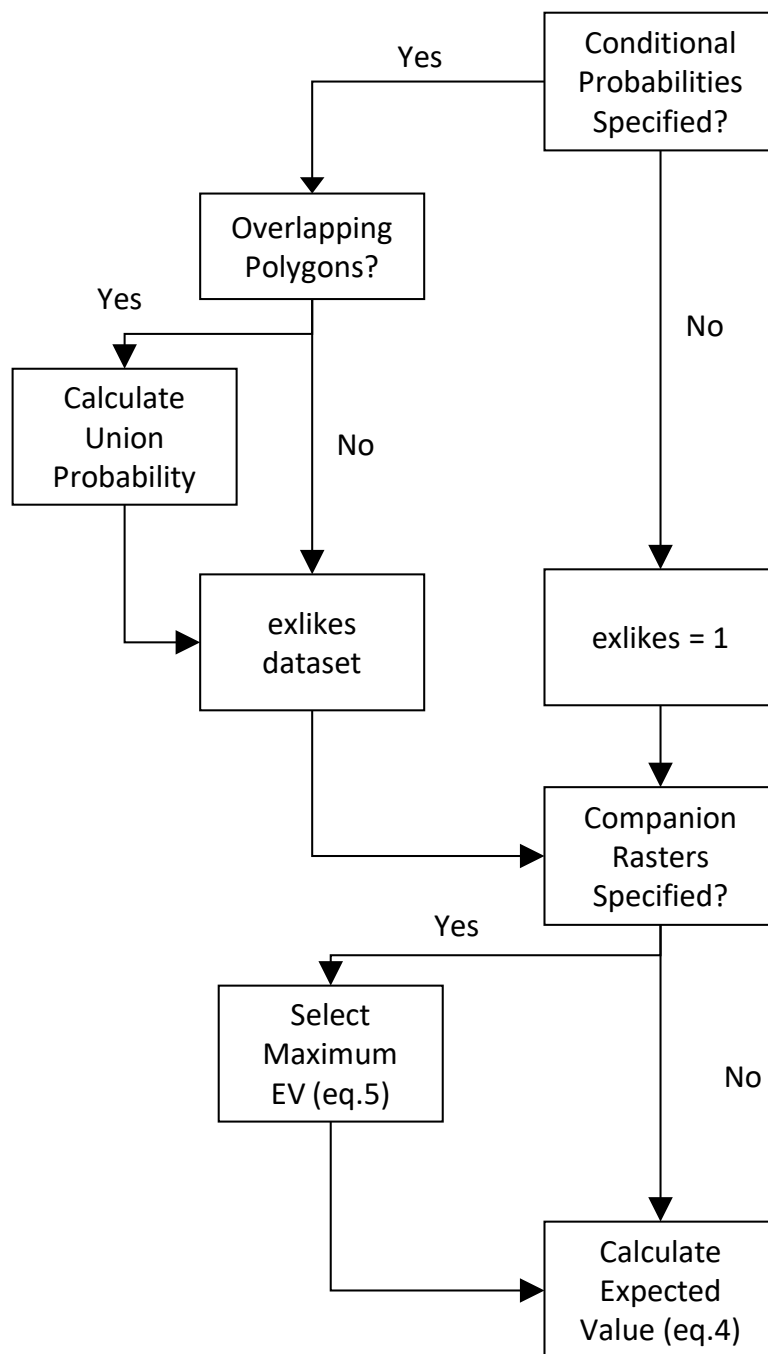 Conditional
Probabilities
Specified?
Yes
Overlapping
Polygons?
Yes
No
Calculate
Union
Probability
No
exlikes
dataset
exlikes = 1
Companion
Rasters
Specified?
Yes
Select
Maximum
EV (eq.5)
No
Calculate
Expected
Value (eq.4)